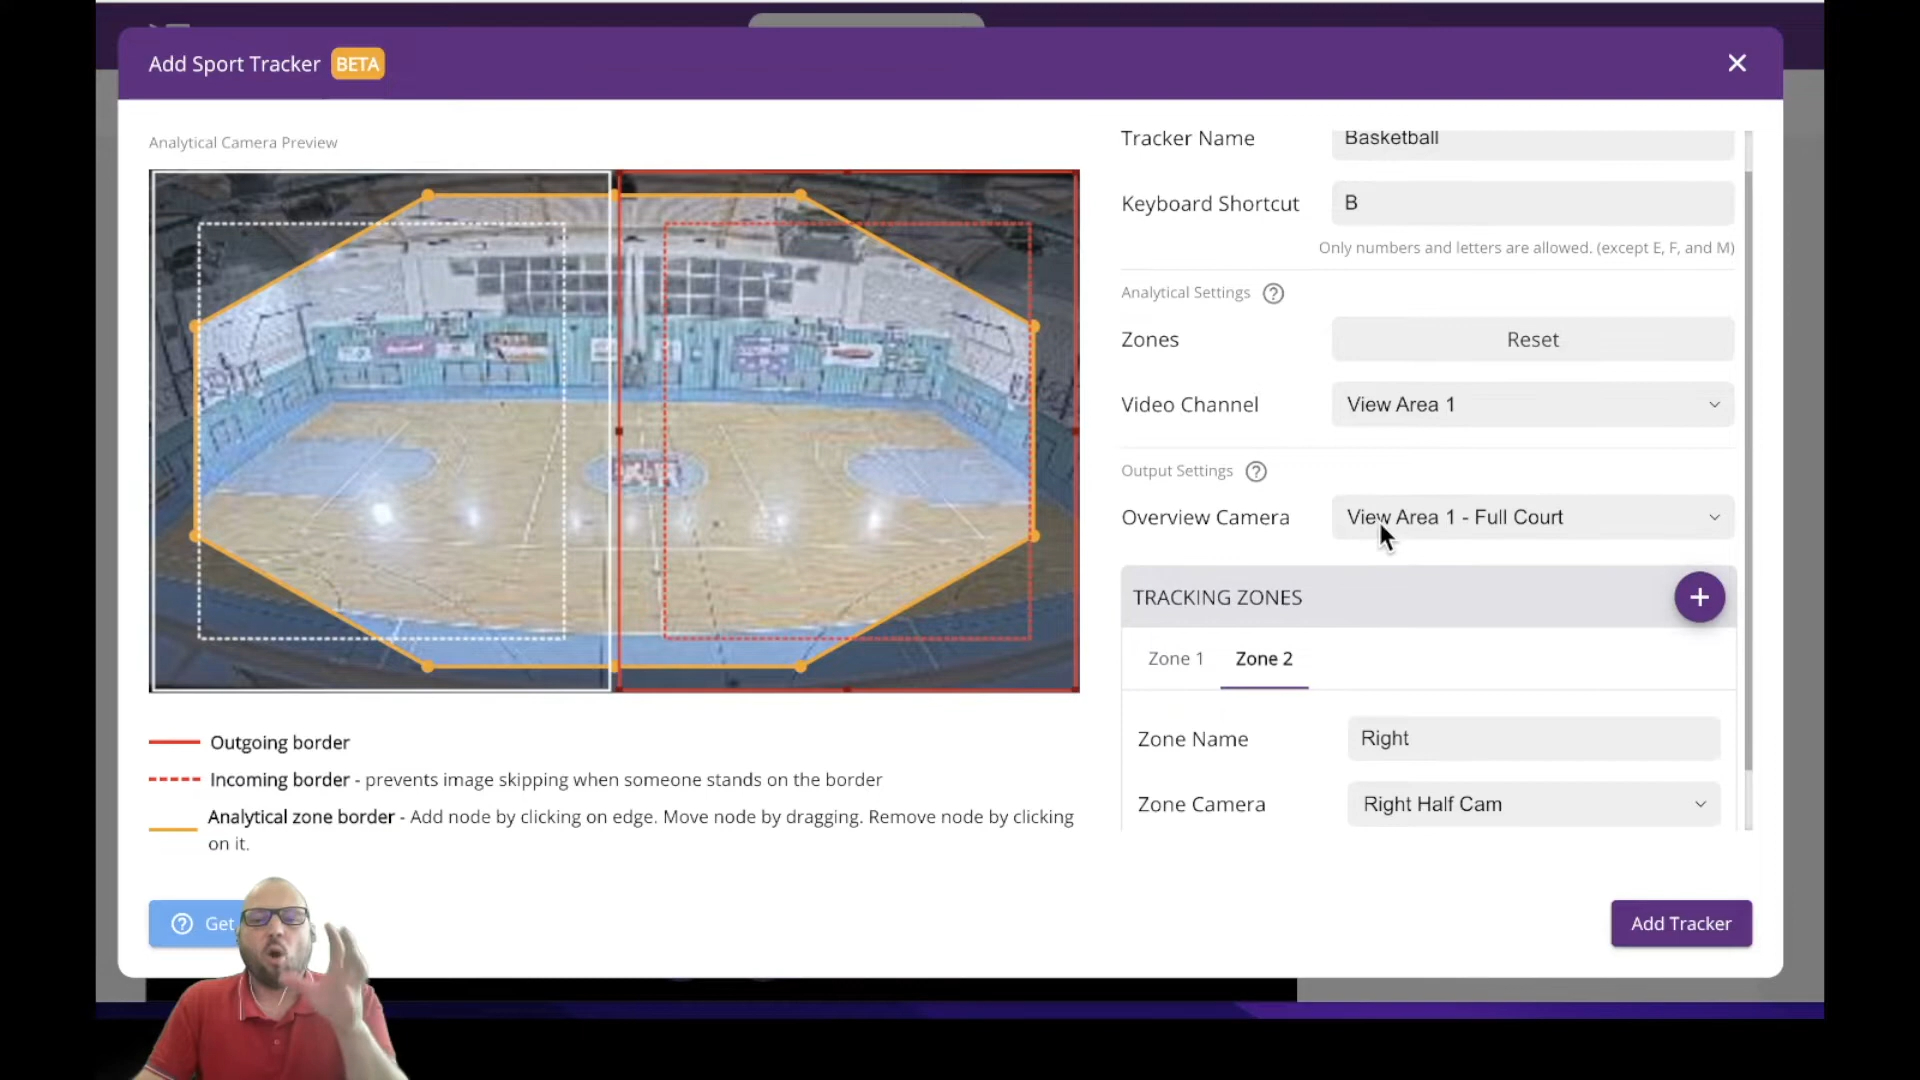 Add Sport Tracker BETA
Analytical Camera Preview
Outgoing border
Incoming border - prevents image skipping when someone stands on the border
Analytical zone border - Add node by clicking on edge. Move node by dragging. Remove node by clicking
on it.
Get
Tracker Name Basketball
Keyboard Shortcut B
Only numbers and letters are allowed. (except E, F, and M)
Analytical Settings ?
Zones Reset
Video Channel View Area 1
Output Settings ?
Overview Camera View Area 1 - Full Court
TRACKING ZONES +
Zone 1 Zone 2
Zone Name Right
Zone Camera Right Half Cam
Add Tracker